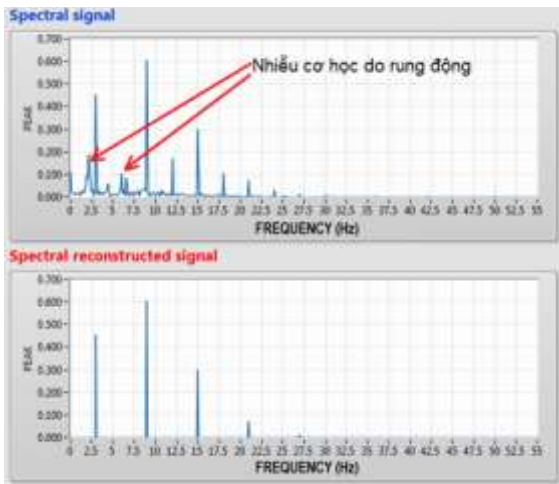 Spectral signal
Nhiễu cơ học do rung động
PEAK
0.700
0.600
0.500
0.400
0.300
0.200
0.100
0.000
0 2.5 5 7.5 10 12.5 15 17.5 20 22.5 25 27.5 30 32.5 35 37.5 40 42.5 45 47.5 50 52.5 55
FREQUENCY (Hz)
Spectral reconstructed signal
PEAK
0.700
0.600
0.500
0.400
0.300
0.200
0.100
0.000
0 2.5 5 7.5 10 12.5 15 17.5 20 22.5 25 27.5 30 32.5 35 37.5 40 42.5 45 47.5 50 52.5 55
FREQUENCY (Hz)